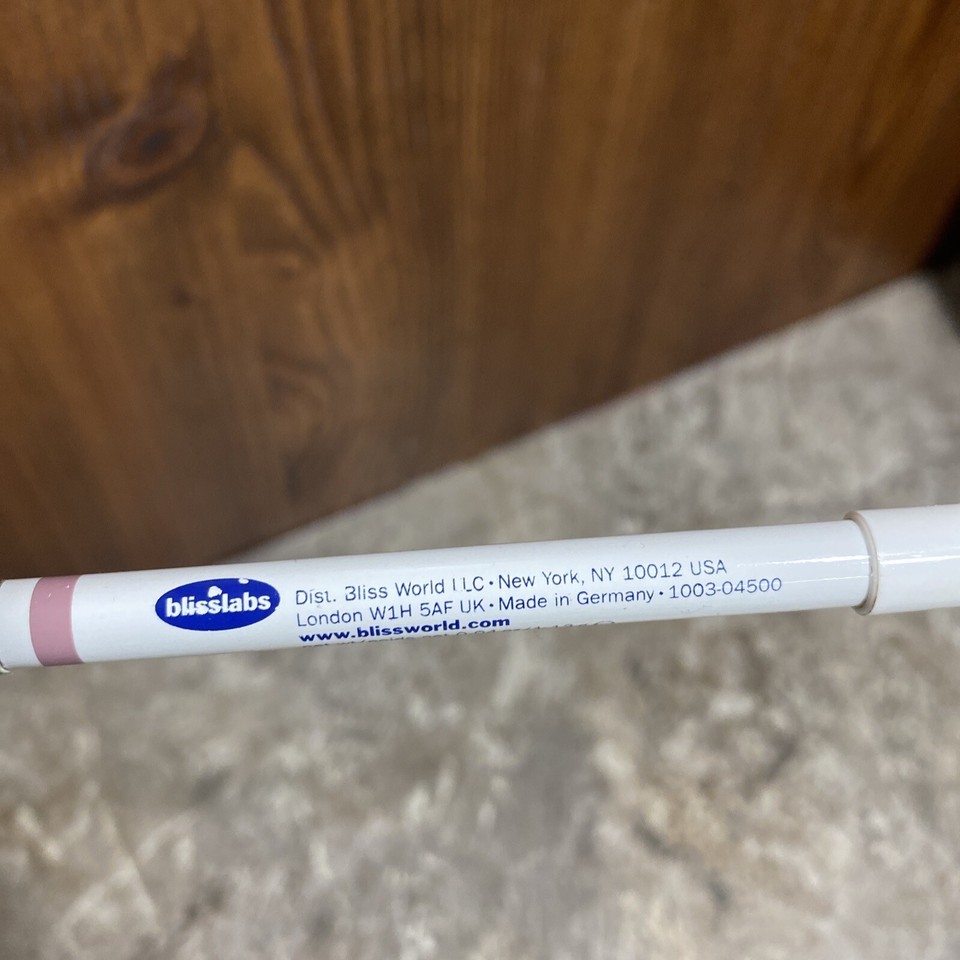 blisslabs
Dist. Bliss World LLC • New York, NY 10012 USA
London W1H 5AF UK • Made in Germany • 1003-04500
www.blissworld.com